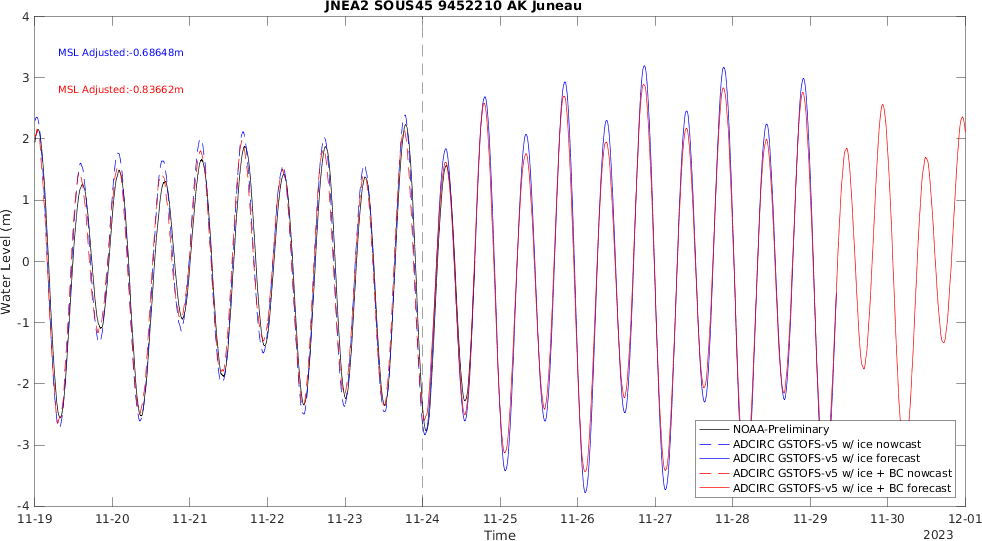 JNEA2 SOUS45 9452210 AK Juneau
4
3
2
1
0
-1
-2
-3
-4
Water Level (m)
MSL Adjusted:-0.68648m
MSL Adjusted:-0.83662m
NOAA-Preliminary
ADCIRC GSTOFS-v5 w/ ice nowcast
ADCIRC GSTOFS-v5 w/ ice forecast
ADCIRC GSTOFS-v5 w/ ice + BC nowcast
ADCIRC GSTOFS-v5 w/ ice + BC forecast
11-19 11-20 11-21 11-22 11-23 11-24 11-25 11-26 11-27 11-28 11-29 11-30 12-01
Time
2023